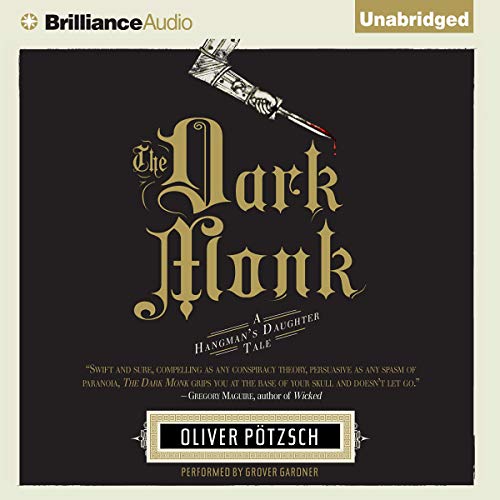 BrillianceAudio
Unabridged
The
Dark
Monk
A
Hangman's Daughter
Tale
"Swift and sure, compelling as any conspiracy theory, persuasive as any spasm of
paranoia, The Dark Monk grips you at the base of your skull and doesn't let go."
– Gregory Maguire, author of Wicked
OLIVER PÖTZSCH
PERFORMED BY GROVER GARDNER